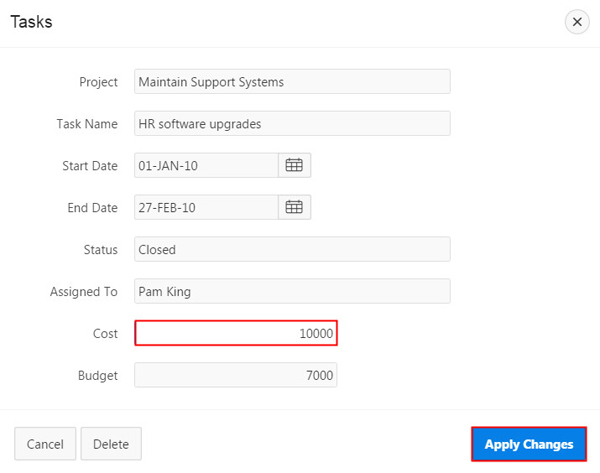 Tasks
Project Maintain Support Systems
Task Name HR software upgrades
Start Date 01-JAN-10
End Date 27-FEB-10
Status Closed
Assigned To Pam King
Cost 10000
Budget 7000
Cancel Delete Apply Changes